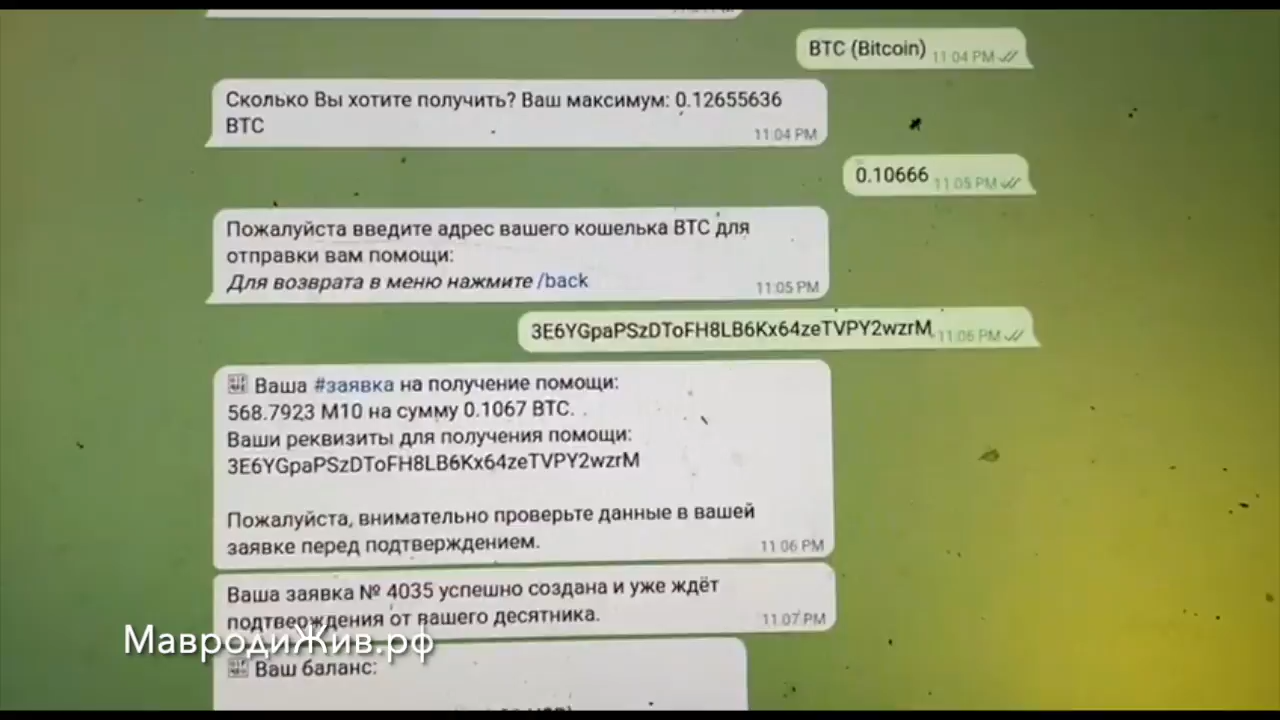 BTC (Bitcoin) 11:04 PM
Сколько Вы хотите получить? Ваш максимум: 0.12655636
BTC
11:04 PM
0.10666 11:05 PM
Пожалуйста введите адрес вашего кошелька BTC для
отправки вам помощи:
Для возврата в меню нажмите /back
11:05 PM
3E6YGpaPSzDToFH8LB6Kx64zeTVPY2wzrM 11:06 PM
Ваша #заявка на получение помощи:
568.7923 M10 на сумму 0.1067 BTC.
Ваши реквизиты для получения помощи:
3E6YGpaPSzDToFH8LB6Kx64zeTVPY2wzrM
Пожалуйста, внимательно проверьте данные в вашей
заявке перед подтверждением.
11:06 PM
Ваша заявка № 4035 успешно создана и уже ждёт
подтверждения от вашего десятника.
11:07 PM
МавродиЖив.рф
Ваш баланс: